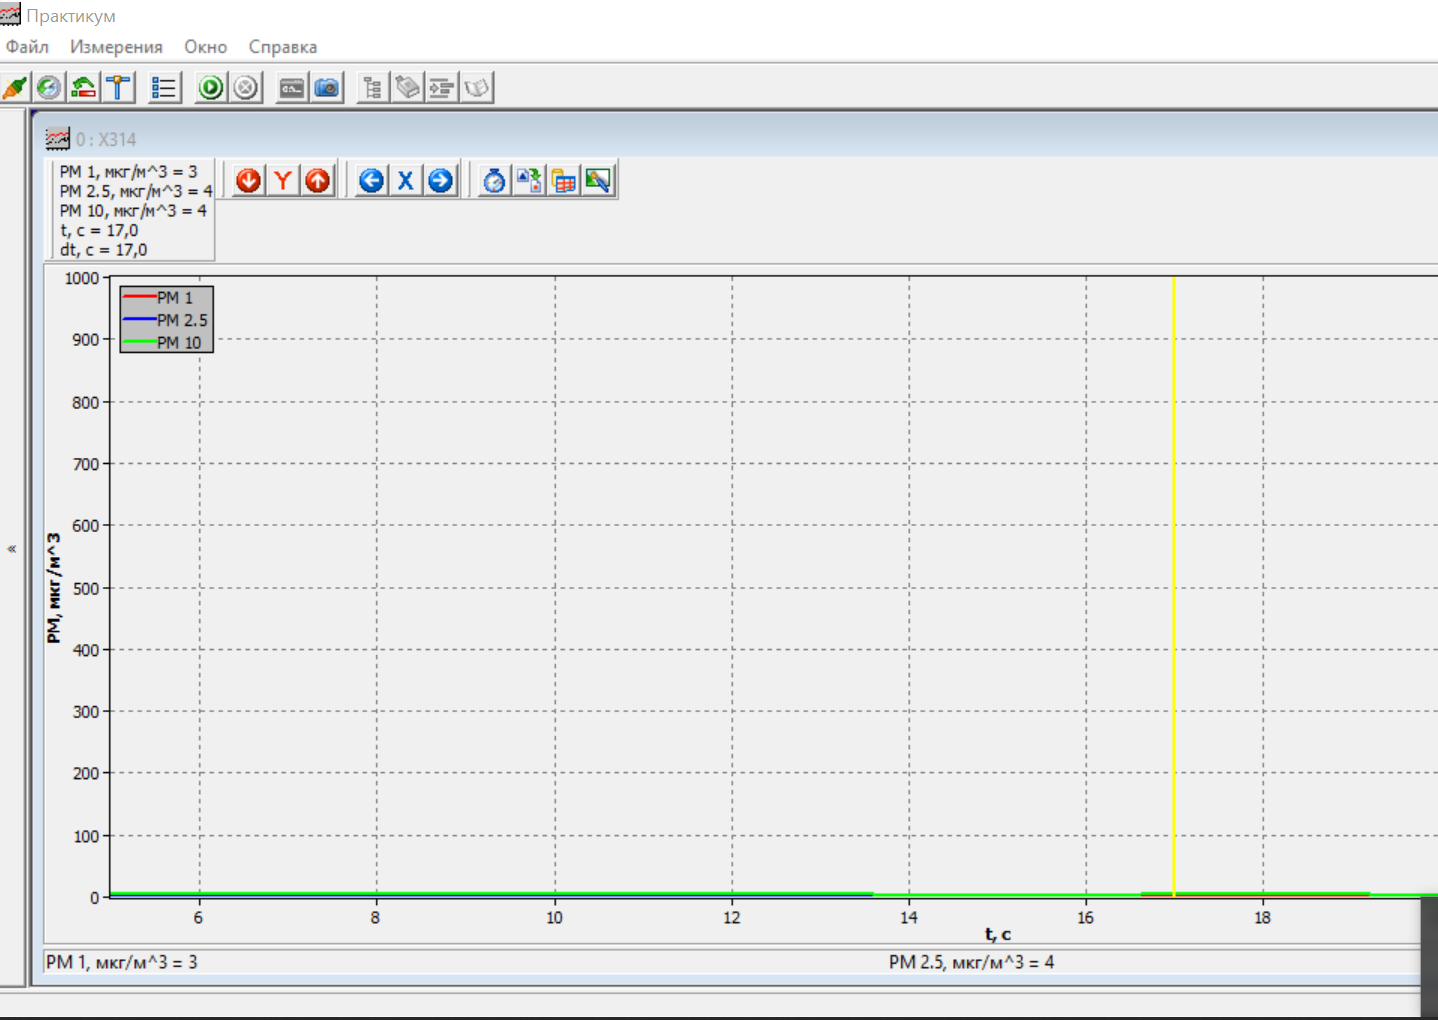 Практикум
Файл Измерения Окно Справка
0 : X314
PM 1, мкг/м^3 = 3
PM 2.5, мкг/м^3 = 4
PM 10, мкг/м^3 = 4
t, c = 17,0
dt, c = 17,0
Y
X
1000
PM 1
PM 2.5
PM 10
900
800
700
600
500
400
300
200
100
0
PM, мкг/м^3
6 8 10 12 14 16 18
t, c
PM 1, мкг/м^3 = 3 PM 2.5, мкг/м^3 = 4